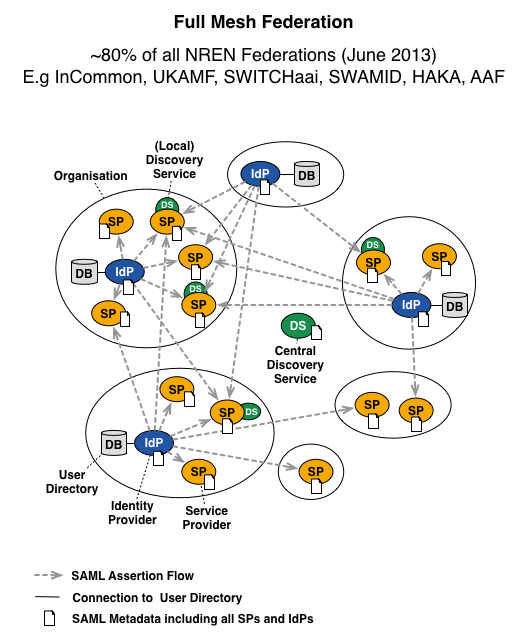 Full Mesh Federation
~80% of all NREN Federations (June 2013)
E.g InCommon, UKAMF, SWITCHaai, SWAMID, HAKA, AAF
(Local)
Discovery
Service
Organisation
IdP
DB
DS
SP
SP
DS
SP
SP
SP
DB
IdP
DS
SP
SP
IdP
DB
DS
Central
Discovery
Service
SP
SP
DS
SP
SP
DB
IdP
SP
SP
User
Directory
Identity
Provider
Service
Provider
SAML Assertion Flow
Connection to User Directory
SAML Metadata including all SPs and IdPs